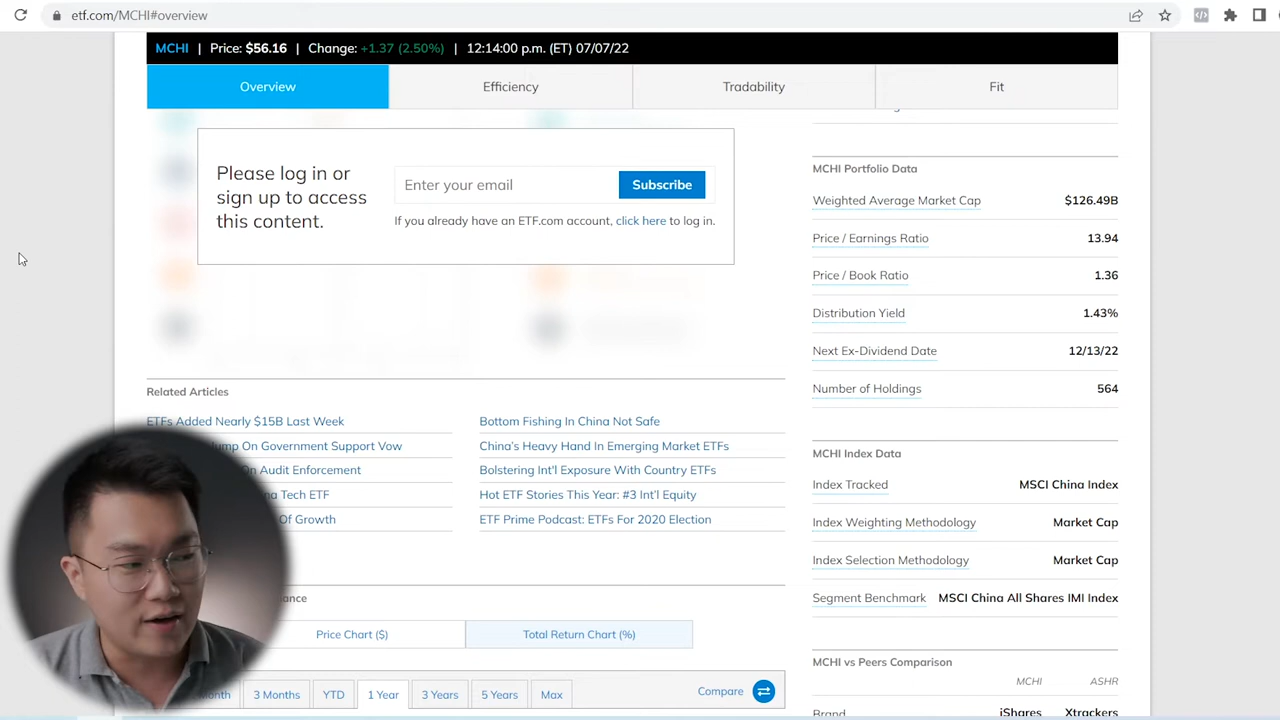 etf.com/MCHI#overview
MCHI | Price: $56.16 | Change: +1.37 (2.50%) | 12:14:00 p.m. (ET) 07/07/22
Overview
Efficiency
Tradability
Fit
Please log in or
sign up to access
this content.
Enter your email
Subscribe
If you already have an ETF.com account, click here to log in.
Related Articles
ETFs Added Nearly $15B Last Week
On Government Support Vow
On Audit Enforcement
Tech ETF
Of Growth
Bottom Fishing In China Not Safe
China's Heavy Hand In Emerging Market ETFs
Bolstering Int'l Exposure With Country ETFs
Hot ETF Stories This Year: #3 Int'l Equity
ETF Prime Podcast: ETFs For 2020 Election
Price Chart ($)
Total Return Chart (%)
3 Months
YTD
1 Year
3 Years
5 Years
Max
Compare
MCHI Portfolio Data
Weighted Average Market Cap $126.49B
Price / Earnings Ratio 13.94
Price / Book Ratio 1.36
Distribution Yield 1.43%
Next Ex-Dividend Date 12/13/22
Number of Holdings 564
MCHI Index Data
Index Tracked MSCI China Index
Index Weighting Methodology Market Cap
Index Selection Methodology Market Cap
Segment Benchmark MSCI China All Shares IMI Index
MCHI vs Peers Comparison
MCHI ASHR
Brand iShares Xtrackers